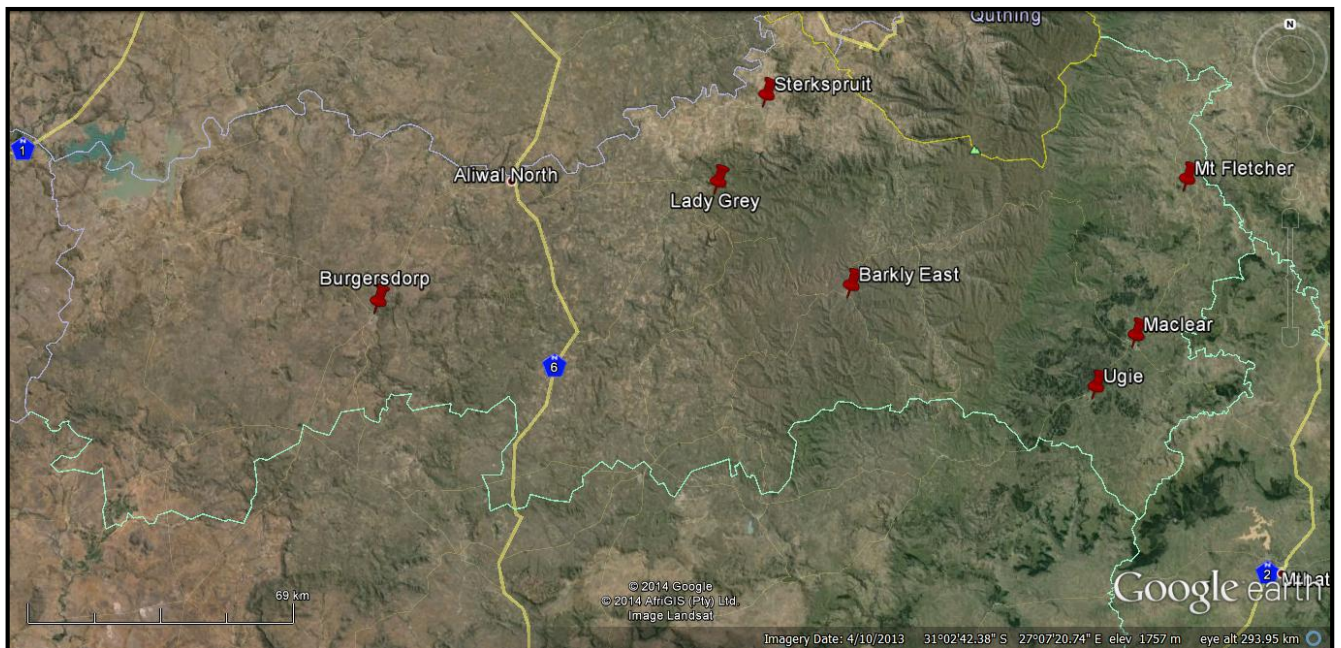 Quthing
N
Sterkspruit
1
Aliwal North
Mt Fletcher
Lady Grey
Burgersdorp
Barkly East
Maclear
6
Ugie
69 km
© 2014 Google
© 2014 AfriGIS (Pty) Ltd.
Image Landsat
2
Google earth
Imagery Date: 4/10/2013 31°02'42.38" S 27°07'20.74" E elev 1757 m eye alt 293.95 km